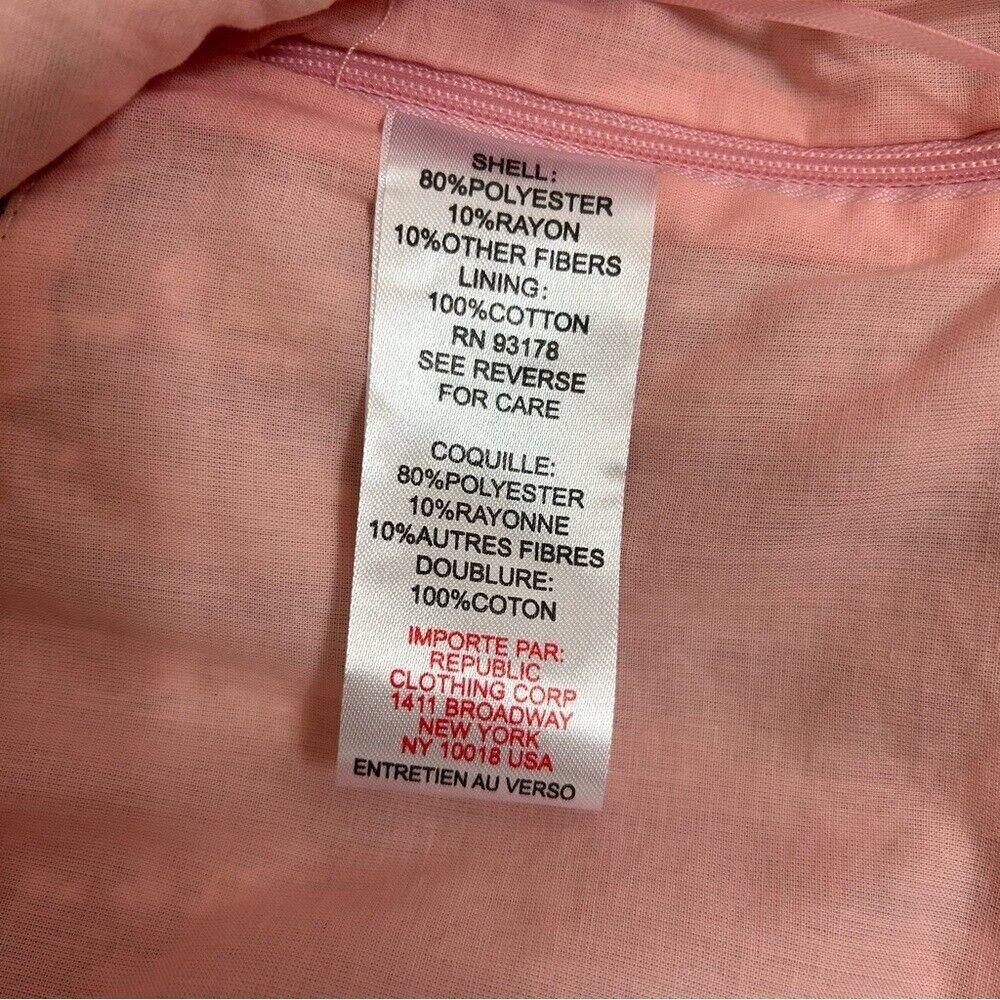 SHELL:
80%POLYESTER
10%RAYON
10%OTHER FIBERS
LINING:
100%COTTON
RN 93178
SEE REVERSE
FOR CARE
COQUILLE:
80%POLYESTER
10%RAYONNE
10%AUTRES FIBRES
DOUBLURE:
100%COTON
IMPORTE PAR:
REPUBLIC
CLOTHING CORP
1411 BROADWAY
NEW YORK
NY 10018 USA
ENTRETIEN AU VERSO